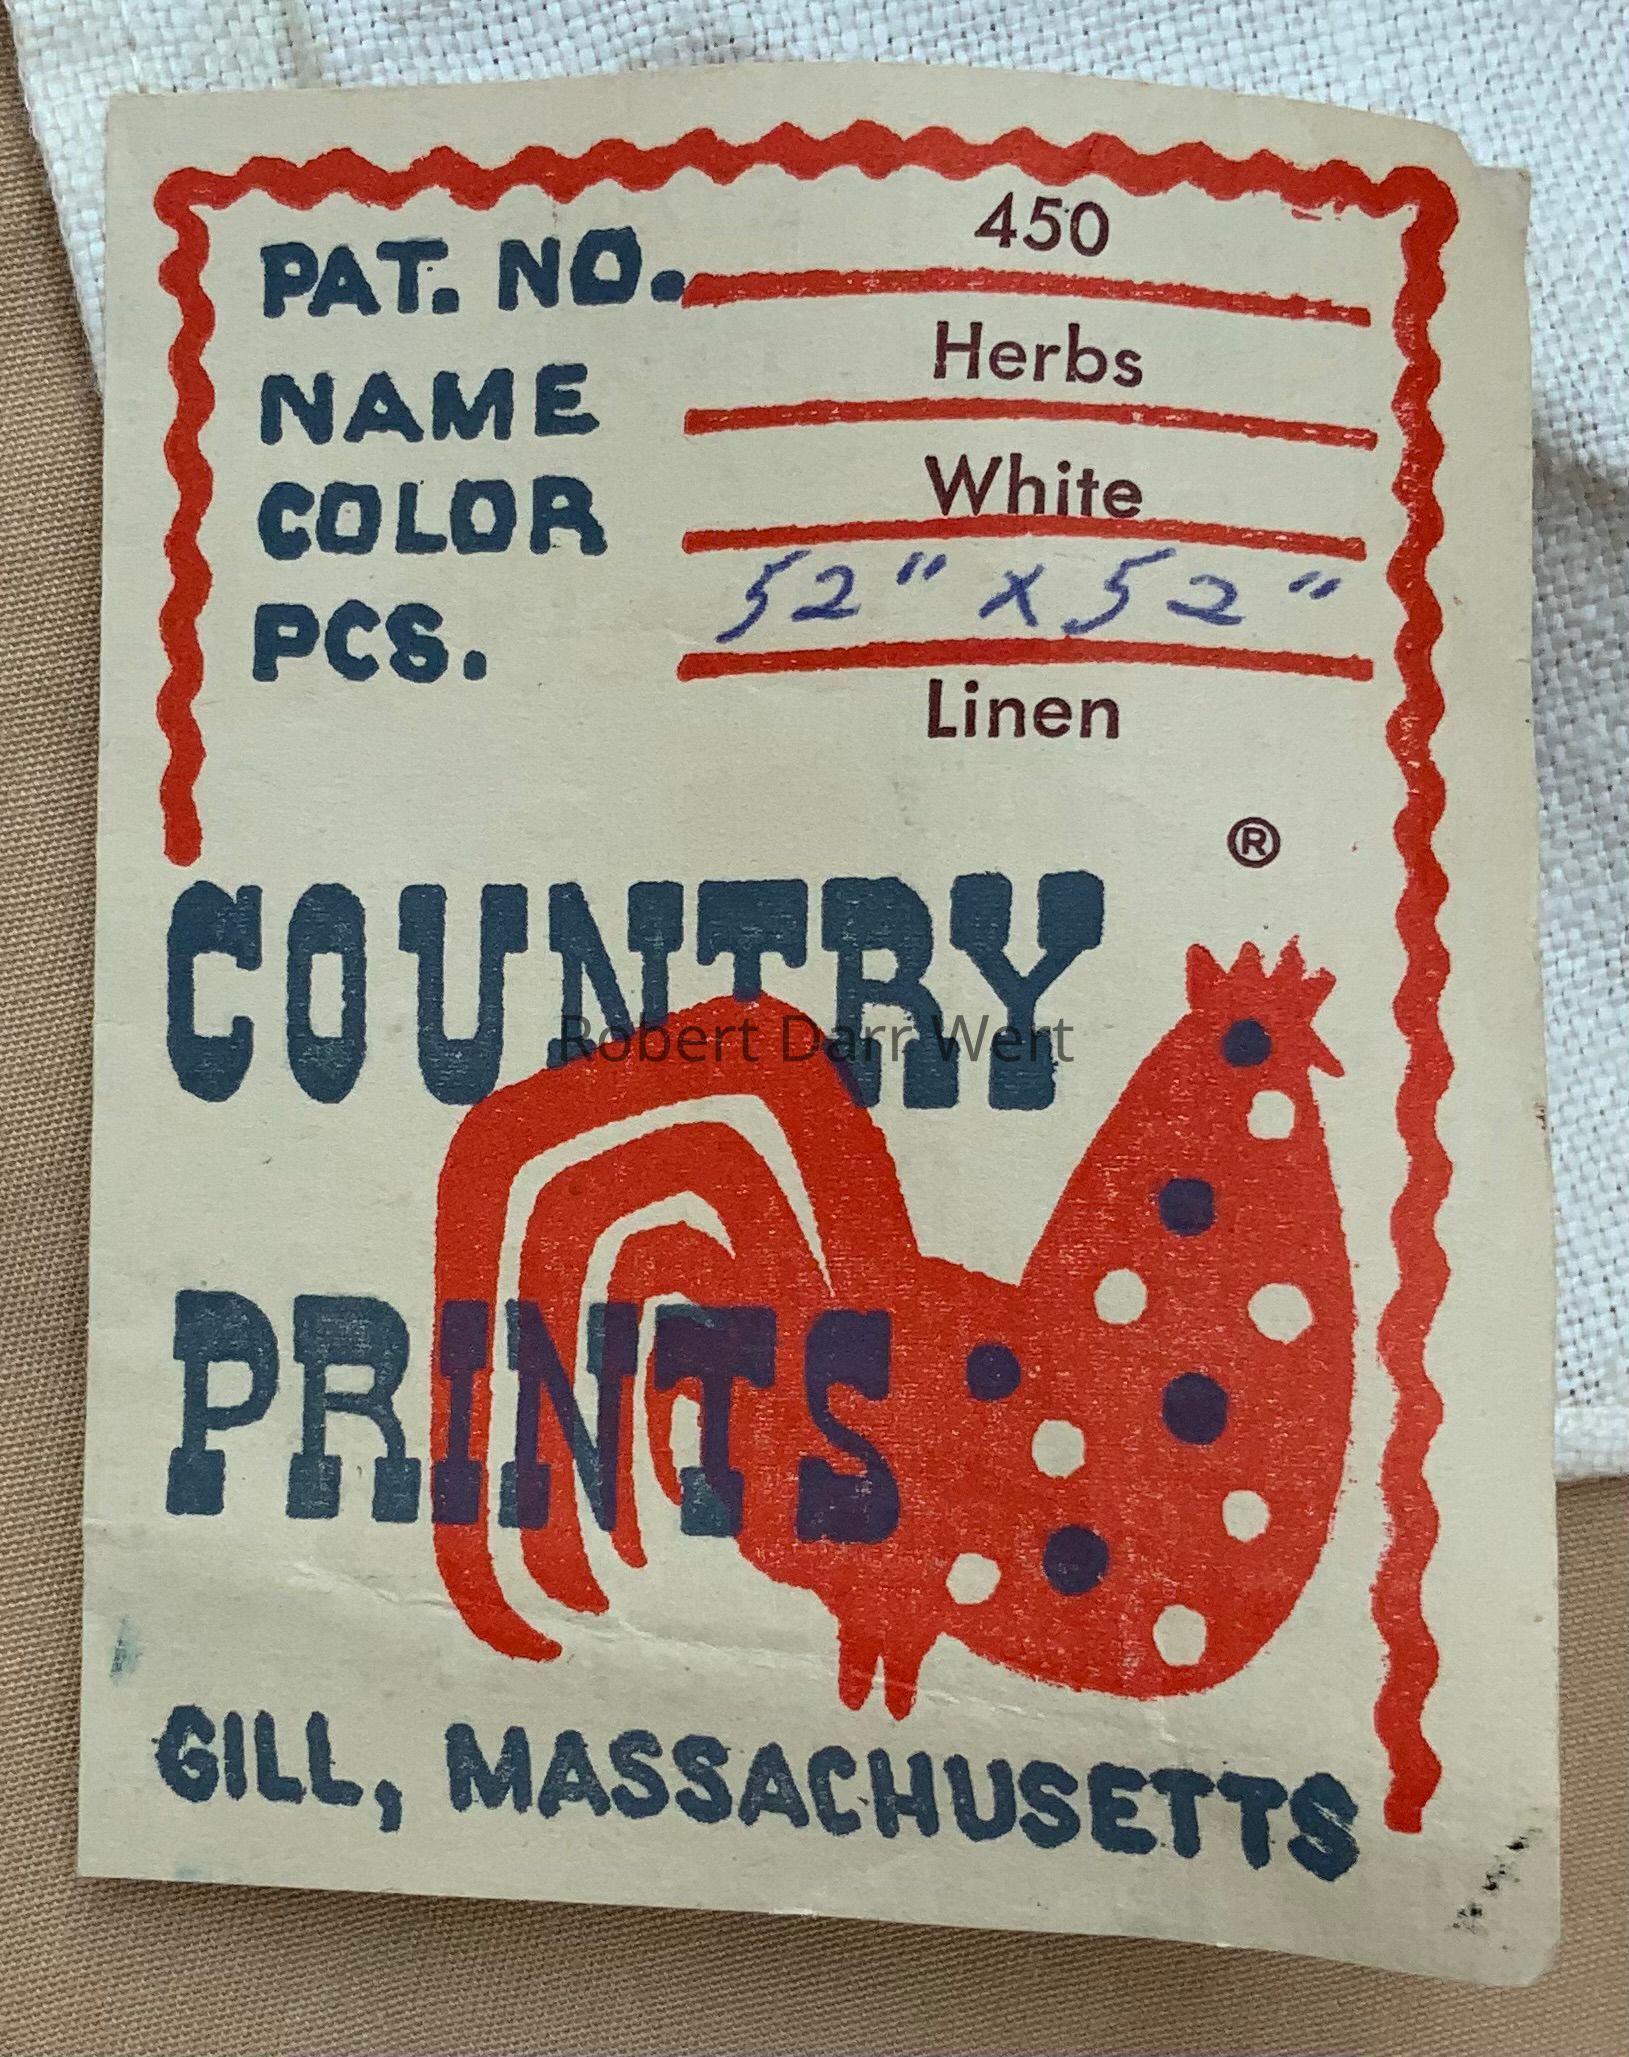 PAT. NO. 450
NAME Herbs
COLOR White
PCS. 52" x 52"
Linen
®
COUNTRY
Robert Darr Wert
PRINTS
GILL, MASSACHUSETTS